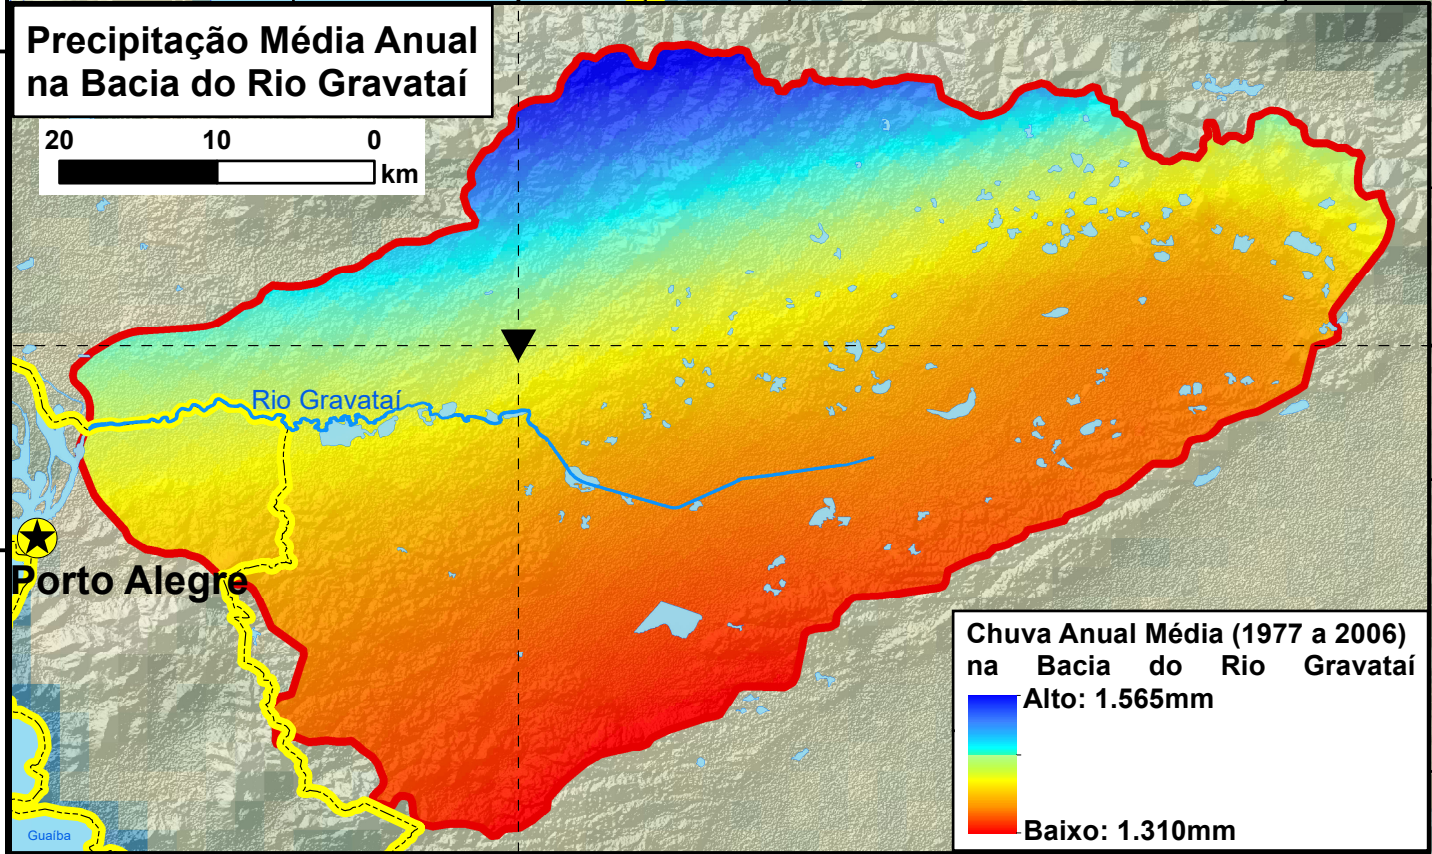 Precipitação Média Anual
na Bacia do Rio Gravataí
20 10 0
km
Rio Gravataí
Porto Alegre
Guaíba
Chuva Anual Média (1977 a 2006)
na Bacia do Rio Gravataí
Alto: 1.565mm
Baixo: 1.310mm